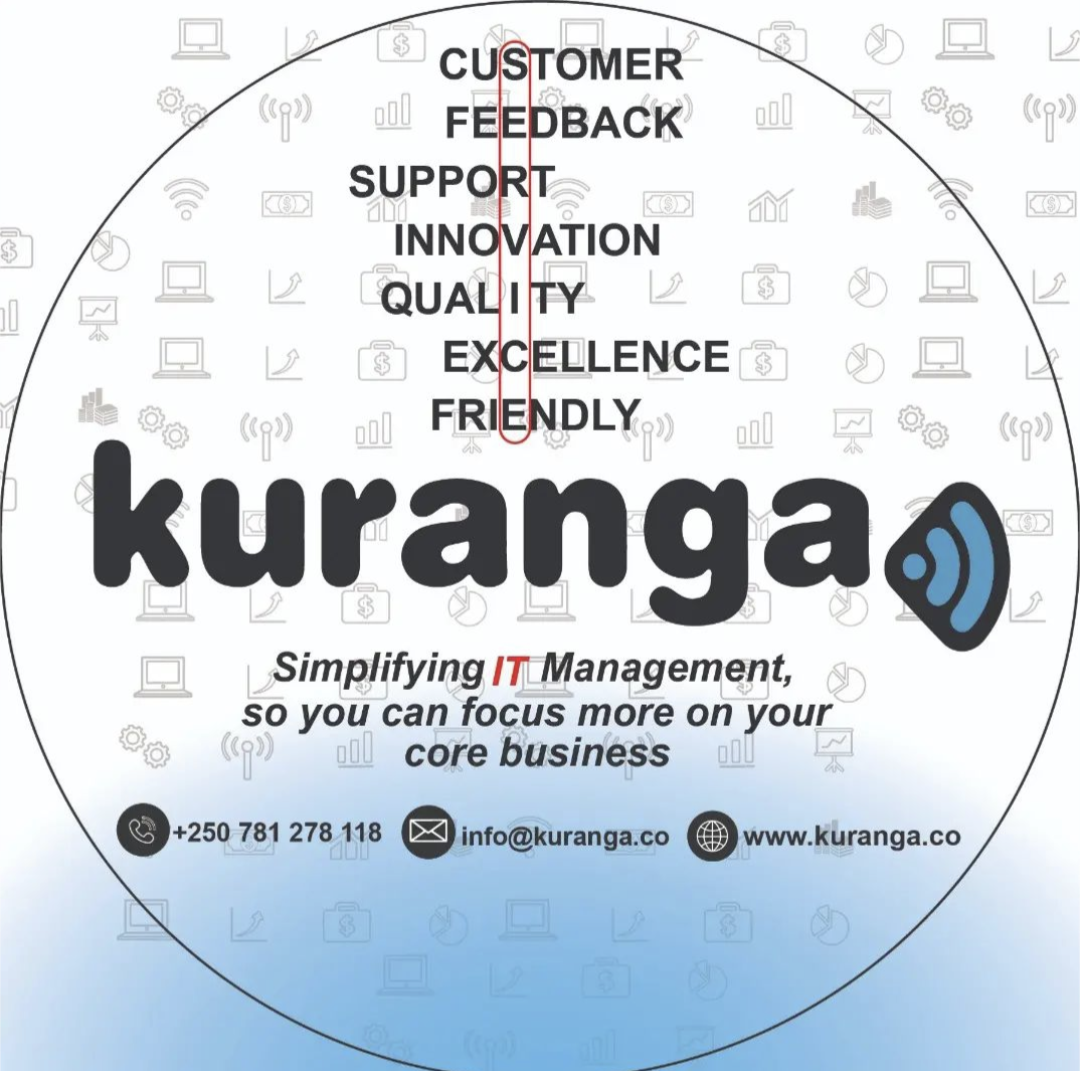 CUSTOMER
FEEDBACK
SUPPORT
INNOVATION
QUALITY
EXCELLENCE
FRIENDLY
kuranga
Simplifying IT Management,
so you can focus more on your
core business
+250 781 278 118 info@kuranga.co www.kuranga.co